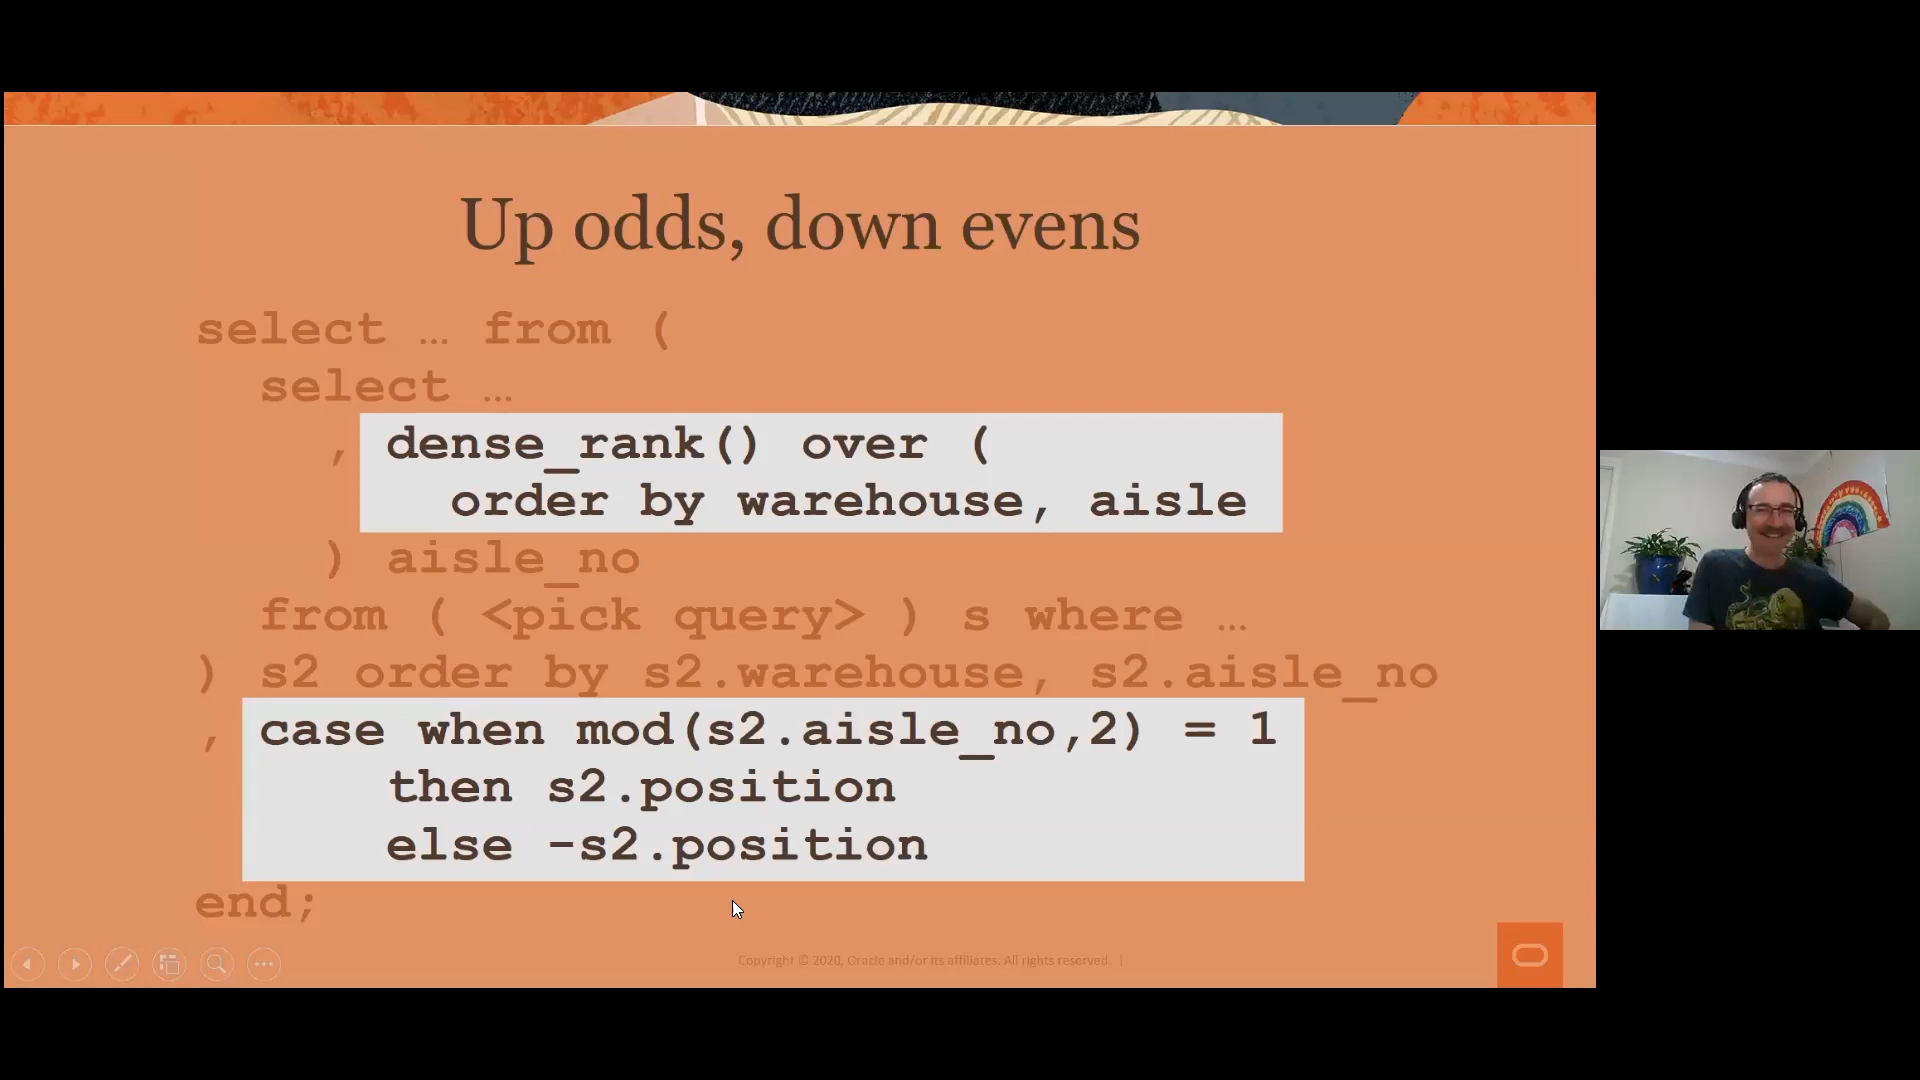 Up odds, down evens
select … from (
select …
, dense_rank() over (
order by warehouse, aisle
) aisle_no
from ( <pick query> ) s where …
) s2 order by s2.warehouse, s2.aisle_no
, case when mod(s2.aisle_no,2) = 1
then s2.position
else -s2.position
end;
Copyright © 2020, Oracle and/or its affiliates. All rights reserved. |